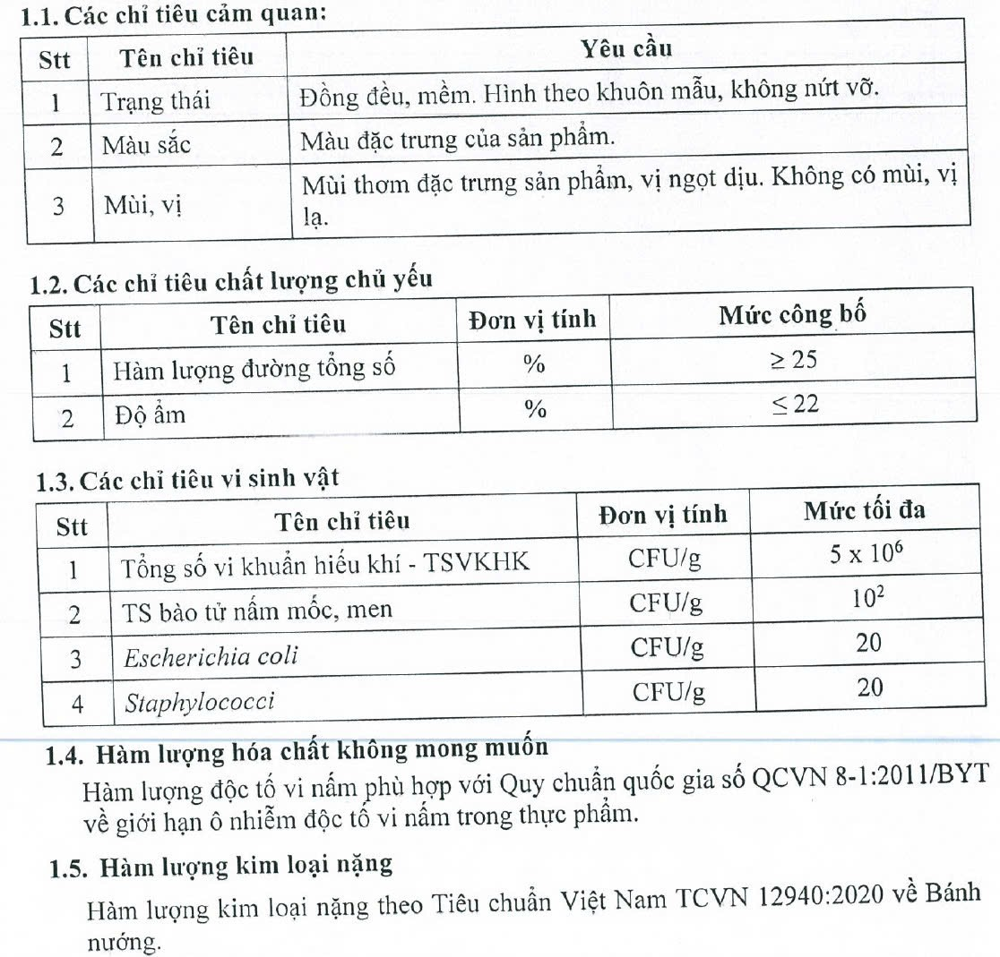 1.1. Các chỉ tiêu cảm quan:
Stt Tên chỉ tiêu Yêu cầu
1 Trạng thái Đồng đều, mềm. Hình theo khuôn mẫu, không nứt vỡ.
2 Màu sắc Màu đặc trưng của sản phẩm.
3 Mùi, vị Mùi thơm đặc trưng sản phẩm, vị ngọt dịu. Không có mùi, vị
lạ.
1.2. Các chỉ tiêu chất lượng chủ yếu
Stt Tên chỉ tiêu Đơn vị tính Mức công bố
1 Hàm lượng đường tổng số % ≥ 25
2 Độ ẩm % ≤ 22
1.3. Các chỉ tiêu vi sinh vật
Stt Tên chỉ tiêu Đơn vị tính Mức tối đa
1 Tổng số vi khuẩn hiếu khí - TSVKHK CFU/g 5 x 10⁶
2 TS bào tử nấm mốc, men CFU/g 10²
3 Escherichia coli CFU/g 20
4 Staphylococci CFU/g 20
1.4. Hàm lượng hóa chất không mong muốn
Hàm lượng độc tố vi nấm phù hợp với Quy chuẩn quốc gia số QCVN 8-1:2011/BYT
về giới hạn ô nhiễm độc tố vi nấm trong thực phẩm.
1.5. Hàm lượng kim loại nặng
Hàm lượng kim loại nặng theo Tiêu chuẩn Việt Nam TCVN 12940:2020 về Bánh
nướng.